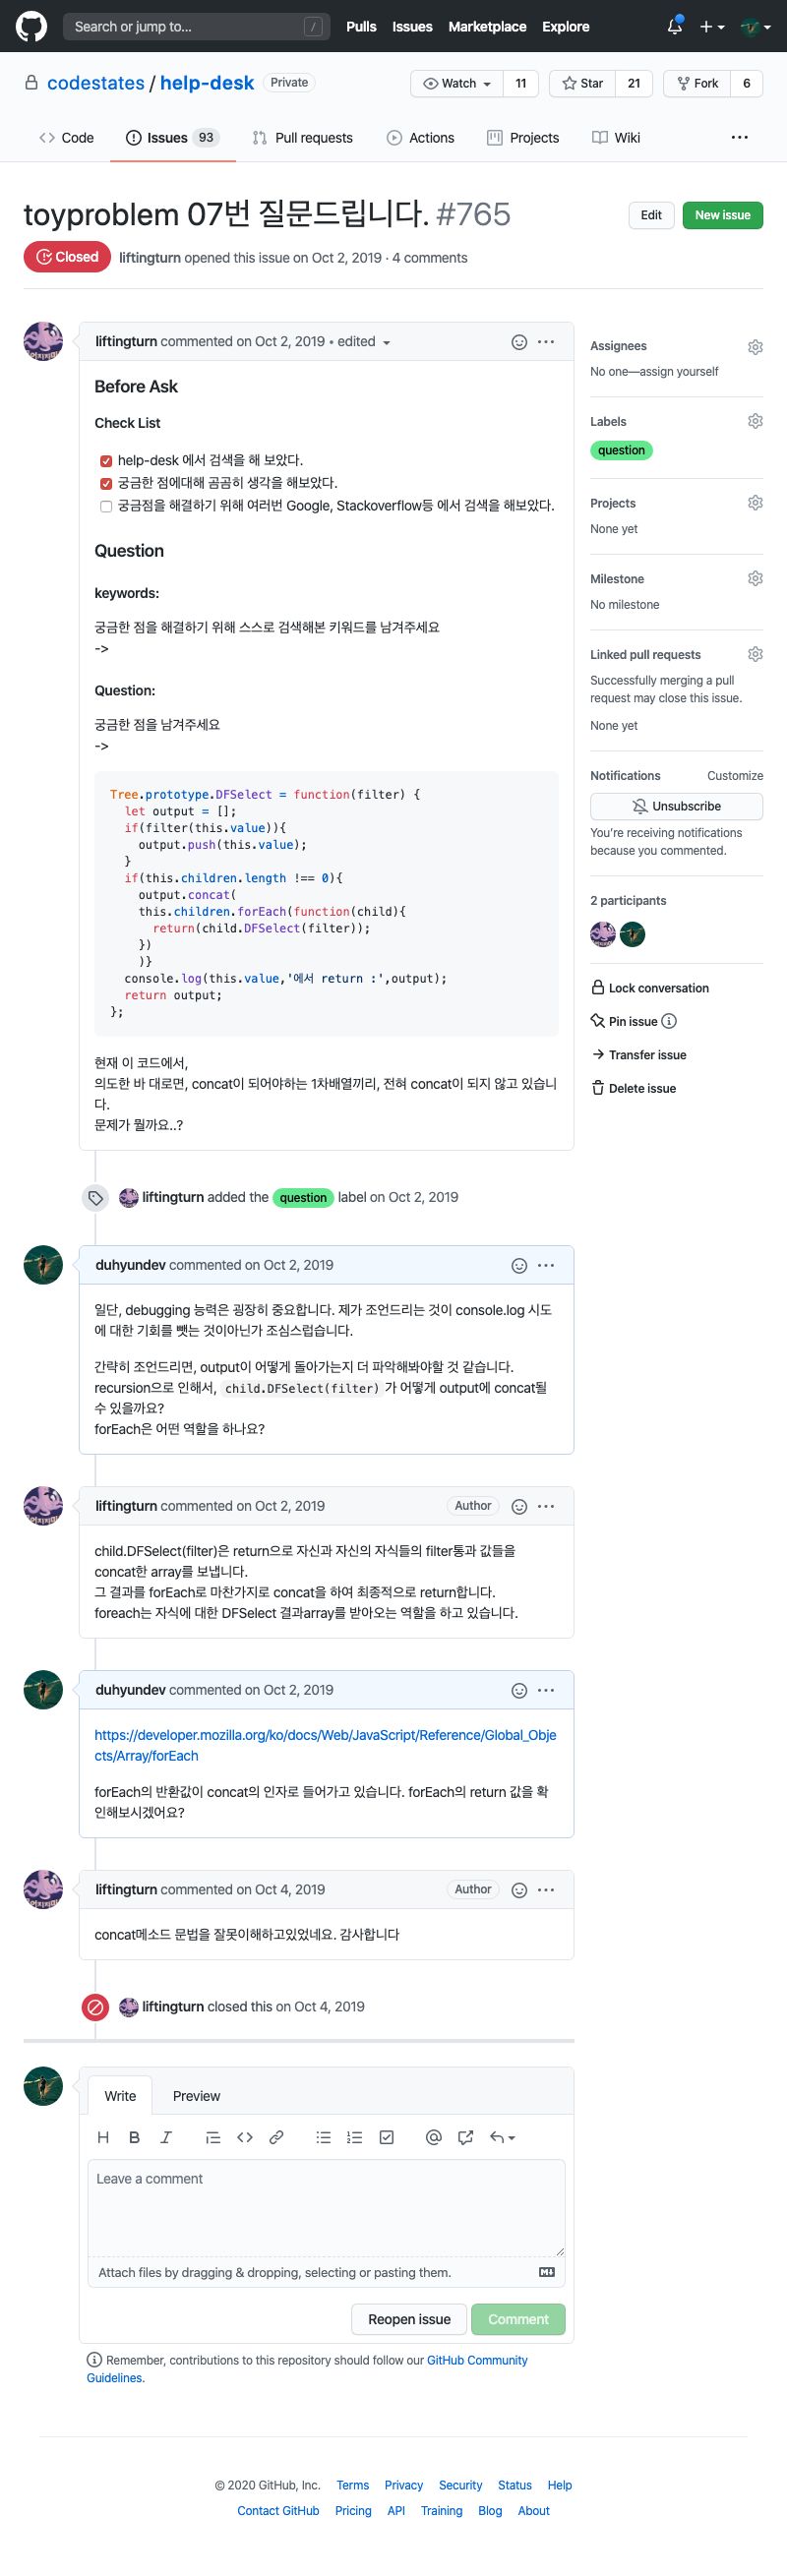 Search or jump to...
/
Pulls Issues Marketplace Explore
codestates / help-desk Private
Watch 11
Star 21
Fork 6
Code
Issues 93
Pull requests
Actions
Projects
Wiki
toyproblem 07번 질문드립니다. #765
Edit
New issue
Closed
liftingturn opened this issue on Oct 2, 2019 · 4 comments
liftingturn commented on Oct 2, 2019 • edited
Before Ask
Check List
help-desk 에서 검색을 해 보았다.
궁금한 점에대해 곰곰히 생각을 해보았다.
궁금점을 해결하기 위해 여러번 Google, Stackoverflow등 에서 검색을 해보았다.
Question
keywords:
궁금한 점을 해결하기 위해 스스로 검색해본 키워드를 남겨주세요
->
Question:
궁금한 점을 남겨주세요
->
Tree.prototype.DFSelect = function(filter) {
let output = [];
if(filter(this.value)){
output.push(this.value);
}
if(this.children.length !== 0){
output.concat(
this.children.forEach(function(child){
return(child.DFSelect(filter));
})
)}
console.log(this.value,'에서 return :',output);
return output;
};
현재 이 코드에서,
의도한 바 대로면, concat이 되어야하는 1차배열끼리, 전혀 concat이 되지 않고 있습니
다.
문제가 뭘까요..?
Assignees
No one—assign yourself
Labels
question
Projects
None yet
Milestone
No milestone
Linked pull requests
Successfully merging a pull
request may close this issue.
None yet
Notifications Customize
Unsubscribe
You're receiving notifications
because you commented.
2 participants
Lock conversation
Pin issue
Transfer issue
Delete issue
liftingturn added the question label on Oct 2, 2019
duhyundev commented on Oct 2, 2019
일단, debugging 능력은 굉장히 중요합니다. 제가 조언드리는 것이 console.log 시도
에 대한 기회를 뺏는 것이아닌가 조심스럽습니다.
간략히 조언드리면, output이 어떻게 돌아가는지 더 파악해봐야할 것 같습니다.
recursion으로 인해서, child.DFSelect(filter)가 어떻게 output에 concat될
수 있을까요?
forEach은 어떤 역할을 하나요?
liftingturn commented on Oct 2, 2019 Author
child.DFSelect(filter)은 return으로 자신과 자신의 자식들의 filter통과 값들을
concat한 array를 보냅니다.
그 결과를 forEach로 마찬가지로 concat을 하여 최종적으로 return합니다.
foreach는 자식에 대한 DFSelect 결과array를 받아오는 역할을 하고 있습니다.
duhyundev commented on Oct 2, 2019
https://developer.mozilla.org/ko/docs/Web/JavaScript/Reference/Global_Obje
cts/Array/forEach
forEach의 반환값이 concat의 인자로 들어가고 있습니다. forEach의 return 값을 확
인해보시겠어요?
liftingturn commented on Oct 4, 2019 Author
concat메소드 문법을 잘못이해하고있었네요. 감사합니다
liftingturn closed this on Oct 4, 2019
Write
Preview
Leave a comment
Attach files by dragging & dropping, selecting or pasting them.
Reopen issue
Comment
Remember, contributions to this repository should follow our GitHub Community
Guidelines.
© 2020 GitHub, Inc. Terms Privacy Security Status Help
Contact GitHub Pricing API Training Blog About